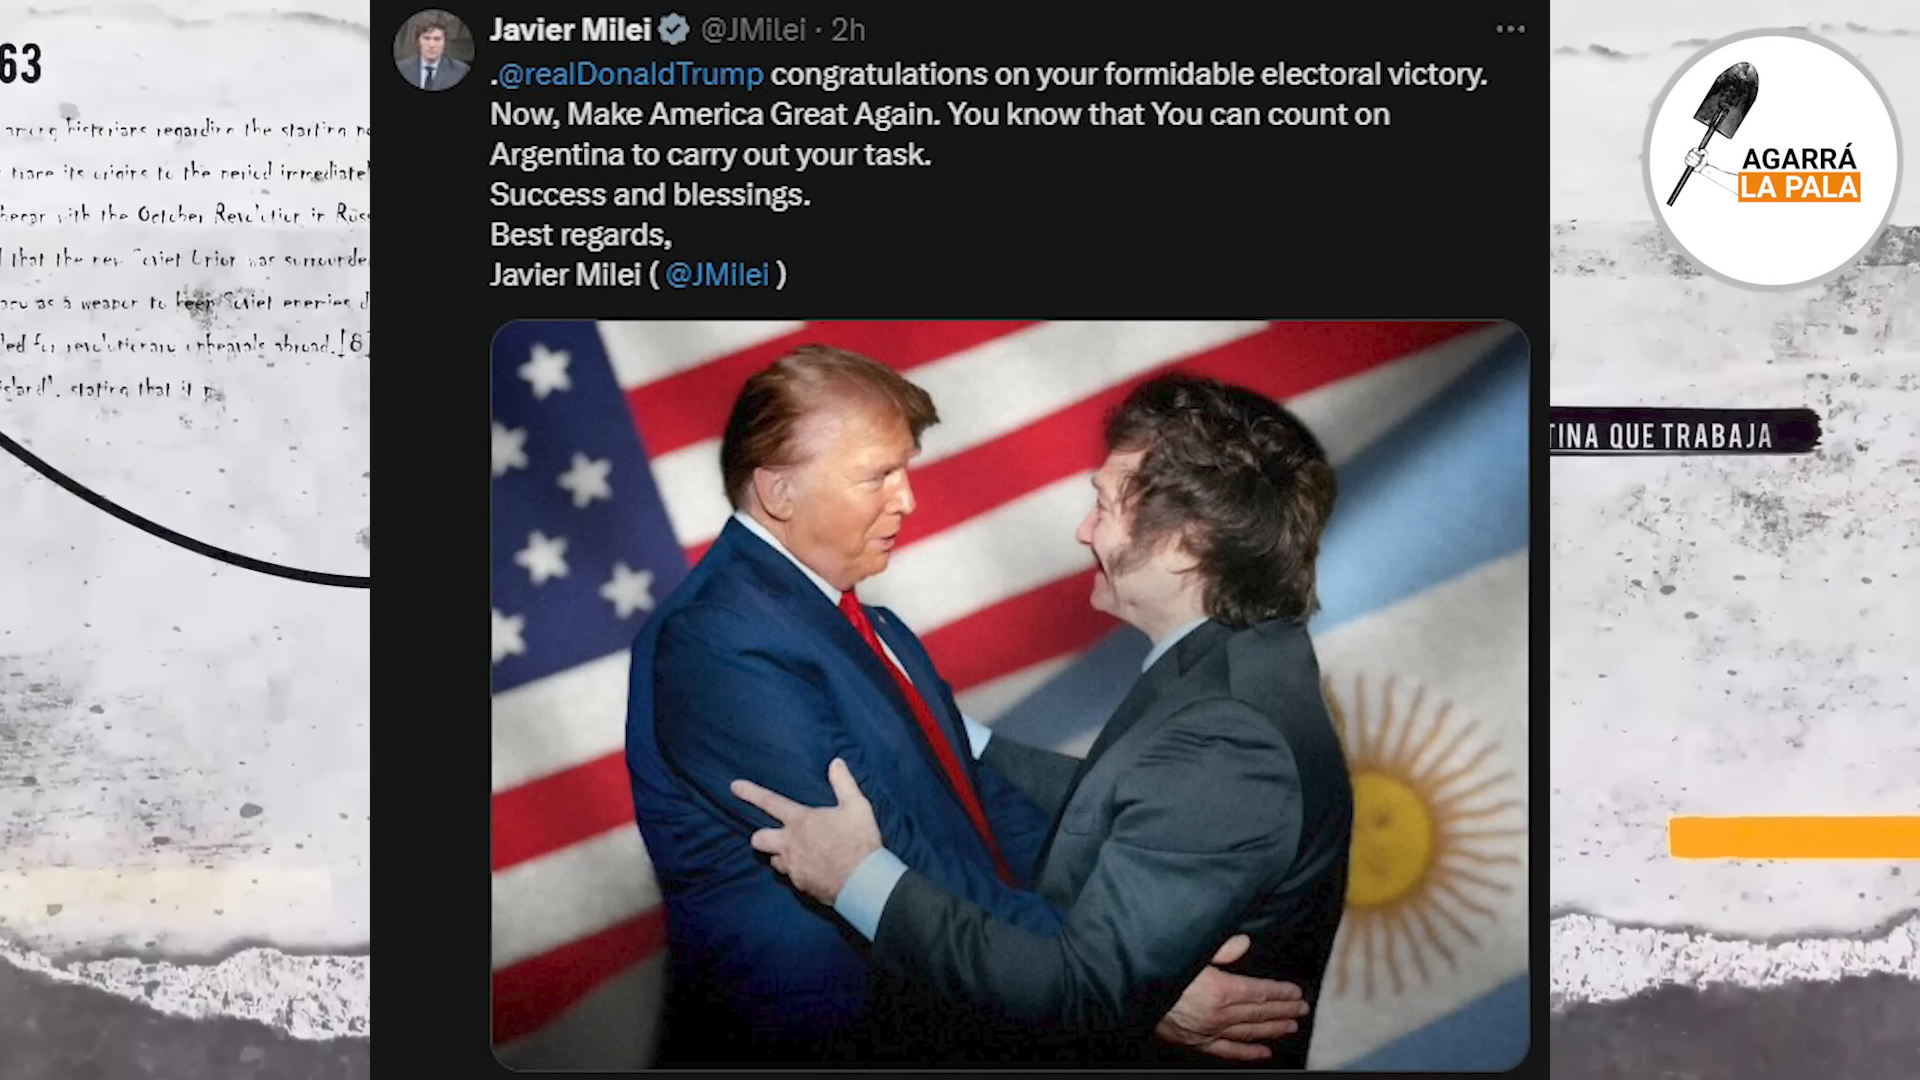 63
Javier Milei @JMilei · 2h
.@realDonaldTrump congratulations on your formidable electoral victory.
Now, Make America Great Again. You know that You can count on
Argentina to carry out your task.
Success and blessings.
Best regards,
Javier Milei ( @JMilei )
among historians regarding the starting
trace its origins to the period
with the October Revolution in
that the new Soviet Union was
as a weapon to keep Soviet enemies
for revolutionary upheavals abroad.[8]
stating that it
AGARRÁ
LA PALA
TINA QUE TRABAJA